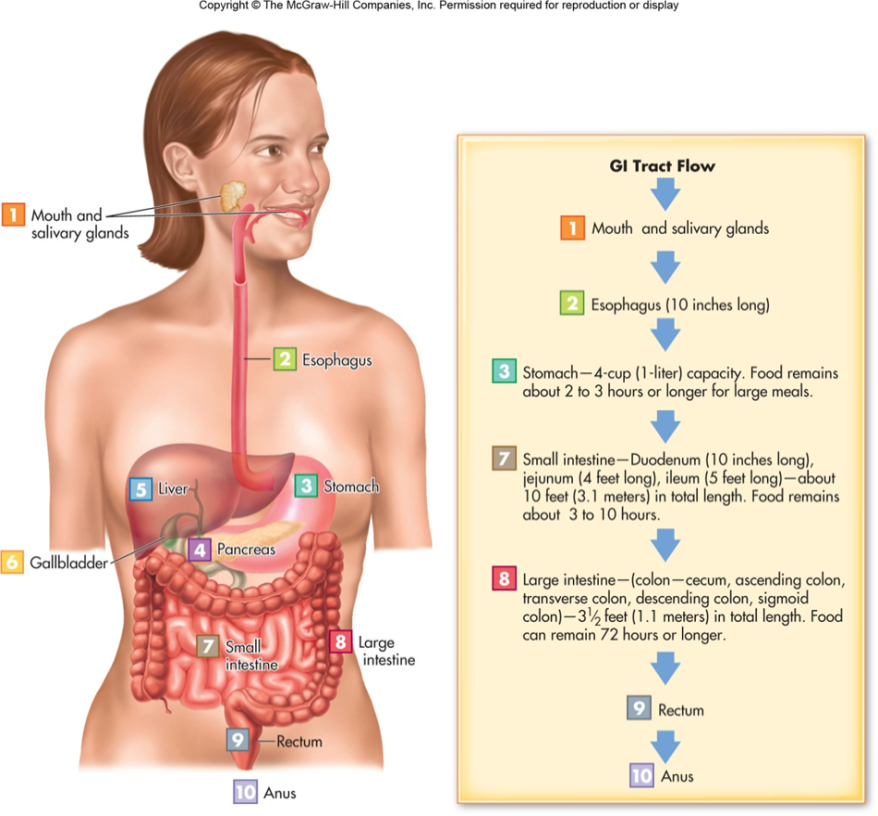 Copyright © The McGraw-Hill Companies, Inc. Permission required for reproduction or display
1 Mouth and
salivary glands
2 Esophagus
5 Liver
3 Stomach
4 Pancreas
6 Gallbladder
7 Small
intestine
8 Large
intestine
9 Rectum
10 Anus
GI Tract Flow
1 Mouth and salivary glands
2 Esophagus (10 inches long)
3 Stomach—4-cup (1-liter) capacity. Food remains
about 2 to 3 hours or longer for large meals.
7 Small intestine—Duodenum (10 inches long),
jejunum (4 feet long), ileum (5 feet long)—about
10 feet (3.1 meters) in total length. Food remains
about 3 to 10 hours.
8 Large intestine—(colon—cecum, ascending colon,
transverse colon, descending colon, sigmoid
colon)—3½ feet (1.1 meters) in total length. Food
can remain 72 hours or longer.
9 Rectum
10 Anus